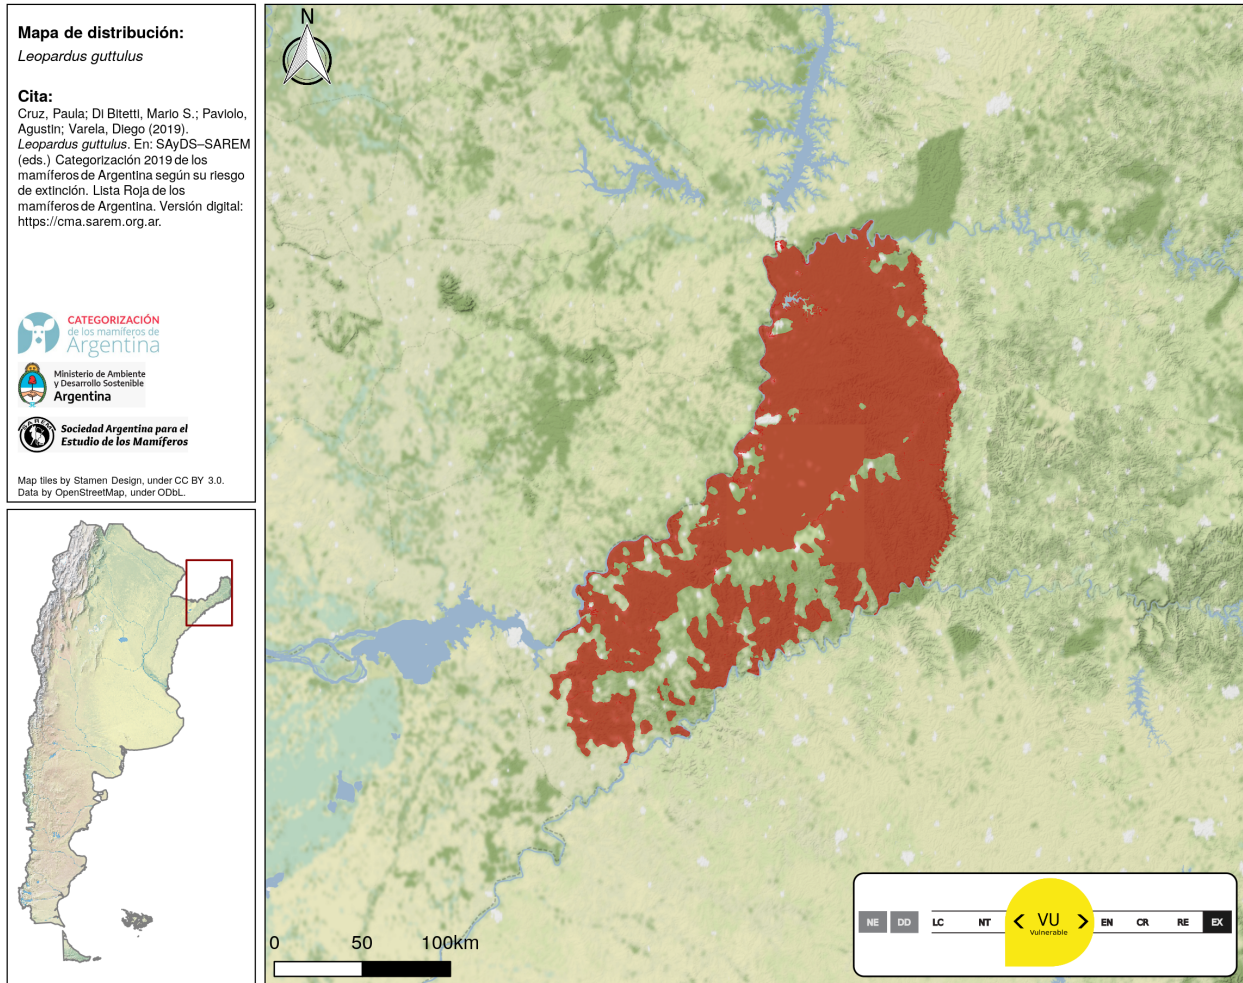 Mapa de distribución:
Leopardus guttulus
Cita:
Cruz, Paula; Di Bitetti, Mario S.; Paviolo,
Agustin; Varela, Diego (2019).
Leopardus guttulus. En: SAyDS–SAREM
(eds.) Categorización 2019 de los
mamíferos de Argentina según su riesgo
de extinción. Lista Roja de los
mamíferos de Argentina. Versión digital:
https://cma.sarem.org.ar.
CATEGORIZACIÓN
de los mamíferos de
Argentina
Ministerio de Ambiente
y Desarrollo Sostenible
Argentina
SAREM
Sociedad Argentina para el
Estudio de los Mamíferos
Map tiles by Stamen Design, under CC BY 3.0.
Data by OpenStreetMap, under ODbL.
N
0 50 100km
NE DD LC NT VU EN CR RE EX
Vulnerable